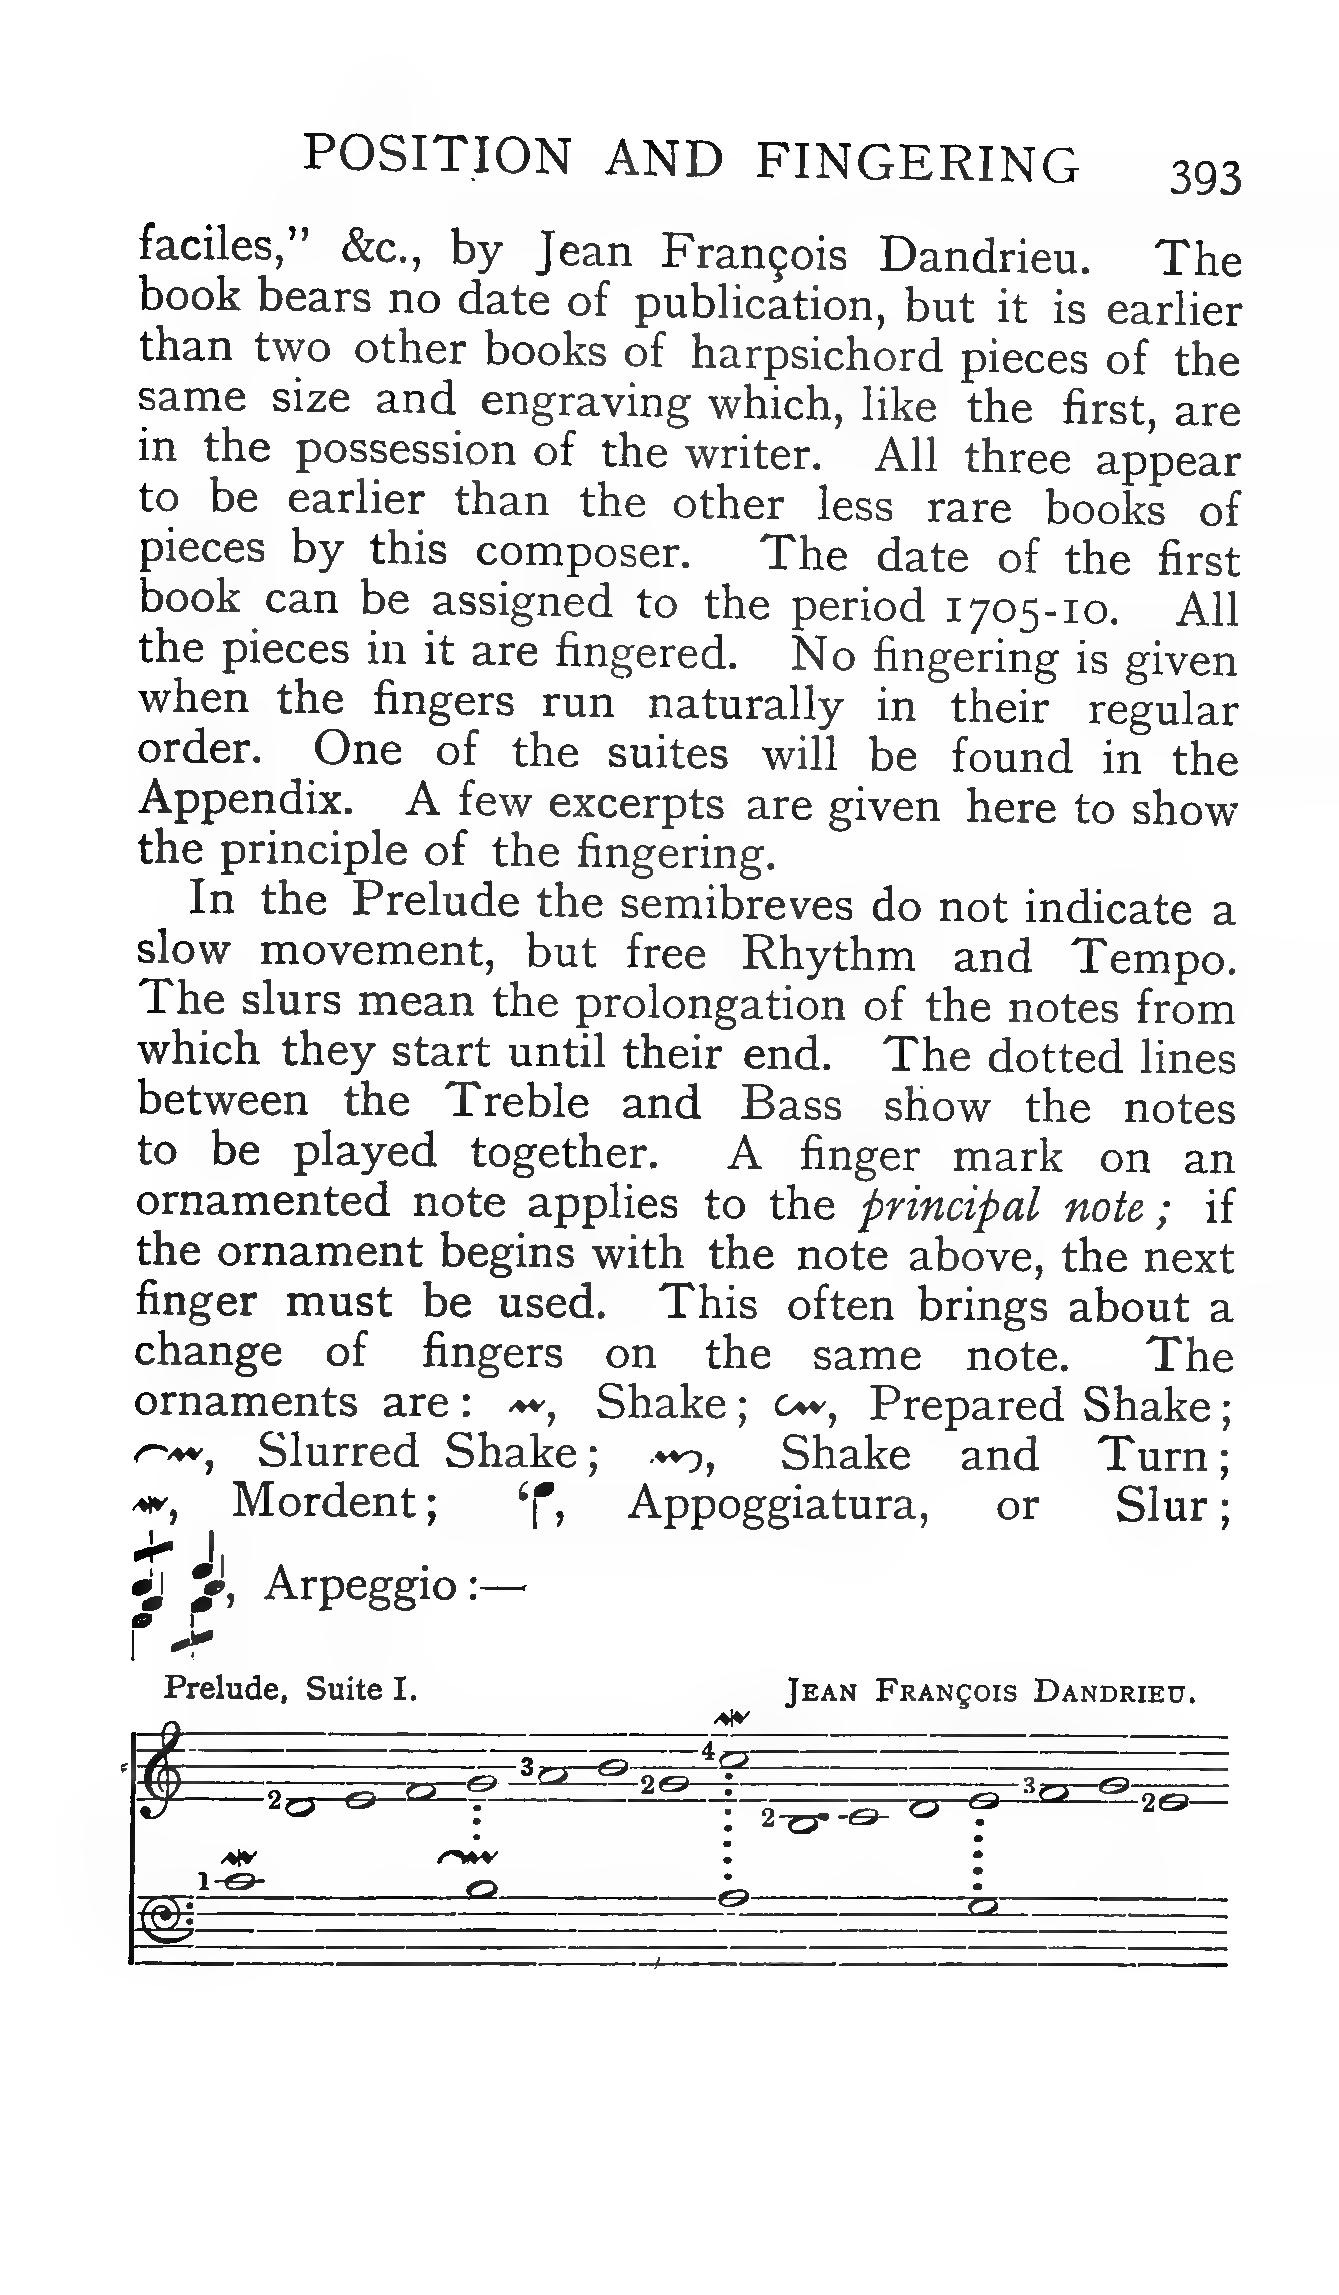 POSITION AND FINGERING 393
faciles,” &c., by Jean François Dandrieu. The
book bears no date of publication, but it is earlier
than two other books of harpsichord pieces of the
same size and engraving which, like the first, are
in the possession of the writer. All three appear
to be earlier than the other less rare books of
pieces by this composer. The date of the first
book can be assigned to the period 1705-10. All
the pieces in it are fingered. No fingering is given
when the fingers run naturally in their regular
order. One of the suites will be found in the
Appendix. A few excerpts are given here to show
the principle of the fingering.
In the Prelude the semibreves do not indicate a
slow movement, but free Rhythm and Tempo.
The slurs mean the prolongation of the notes from
which they start until their end. The dotted lines
between the Treble and Bass show the notes
to be played together. A finger mark on an
ornamented note applies to the principal note; if
the ornament begins with the note above, the next
finger must be used. This often brings about a
change of fingers on the same note. The
ornaments are: , Shake; , Prepared Shake;
, Slurred Shake; , Shake and Turn;
, Mordent; , Appoggiatura, or Slur;
, Arpeggio:—
Prelude, Suite I. JEAN FRANÇOIS DANDRIEU.
2 3 2 4 2 3 2
1